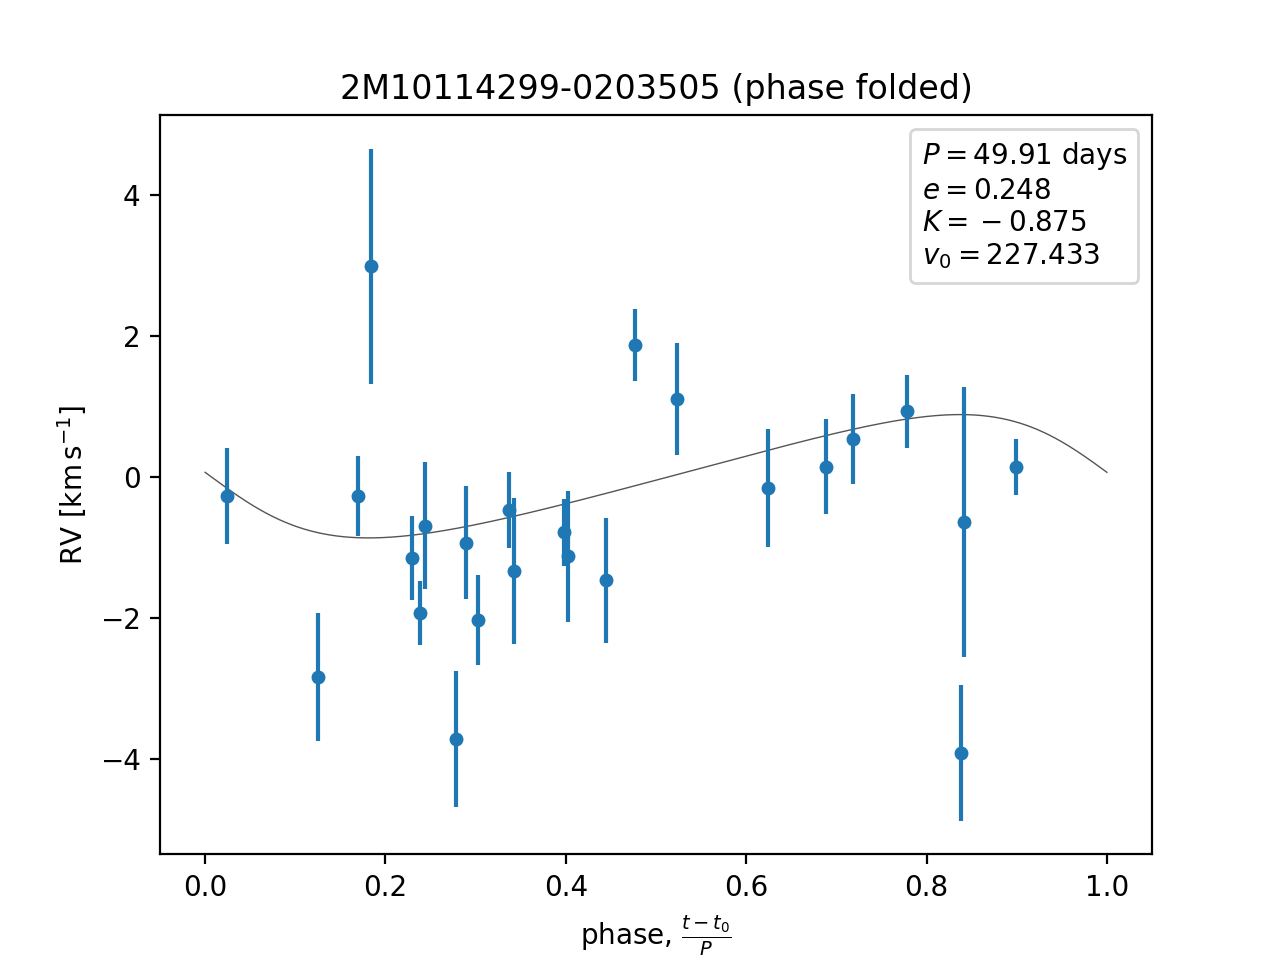 2M10114299-0203505 (phase folded)
P = 49.91 days
e = 0.248
K = −0.875
v₀ = 227.433
RV [km s⁻¹]
4
2
0
−2
−4
0.0 0.2 0.4 0.6 0.8 1.0
phase, (t − t₀)/P